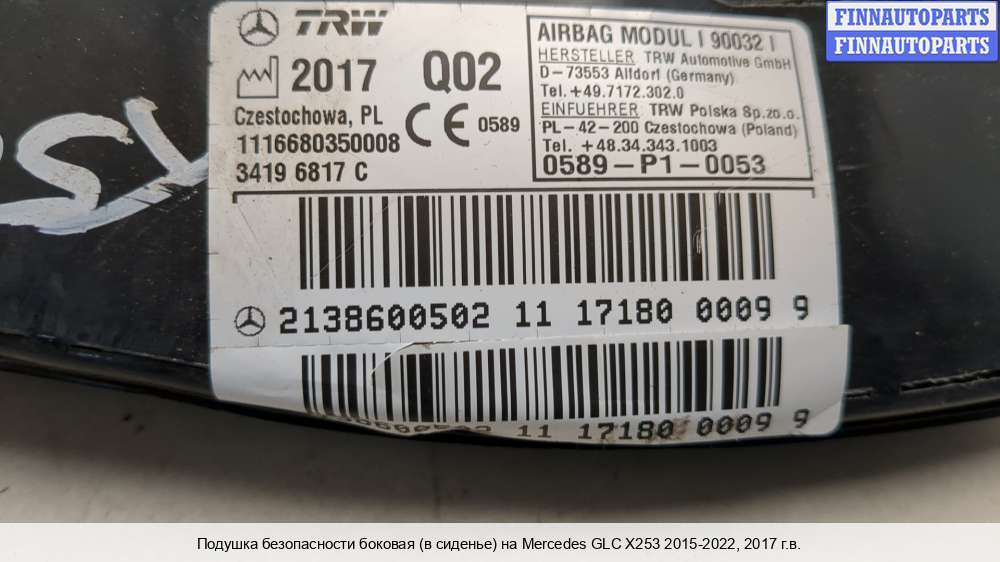 FINNAUTOPARTS
FINNAUTOPARTS
TRW
2017 Q02
Czestochowa, PL
1116680350008
3419 6817 C
CE 0589
AIRBAG MODUL I 90032 I
HERSTELLER TRW Automotive GmbH
D-73553 Alfdorf (Germany)
Tel. +49.7172.302.0
EINFUEHRER: TRW Polska Sp.zo.o.
PL-42-200 Czestochowa (Poland)
Tel. +48.34.343.1003
0589-P1-0053
2138600502 11 17180 0009 9
11 17180 0009 9
Подушка безопасности боковая (в сиденье) на Mercedes GLC X253 2015-2022, 2017 г.в.